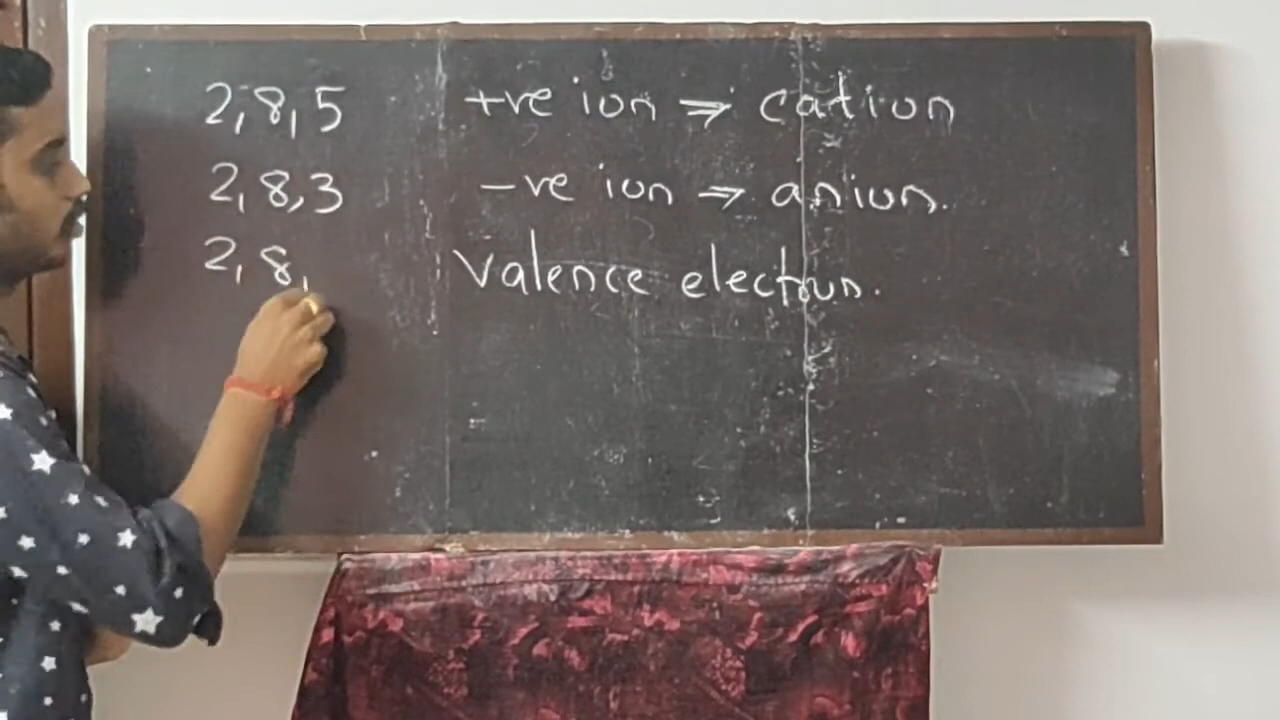 2,8,5 +ve ion ⇒ cation
2,8,3 -ve ion ⇒ anion.
2,8, Valence electron.